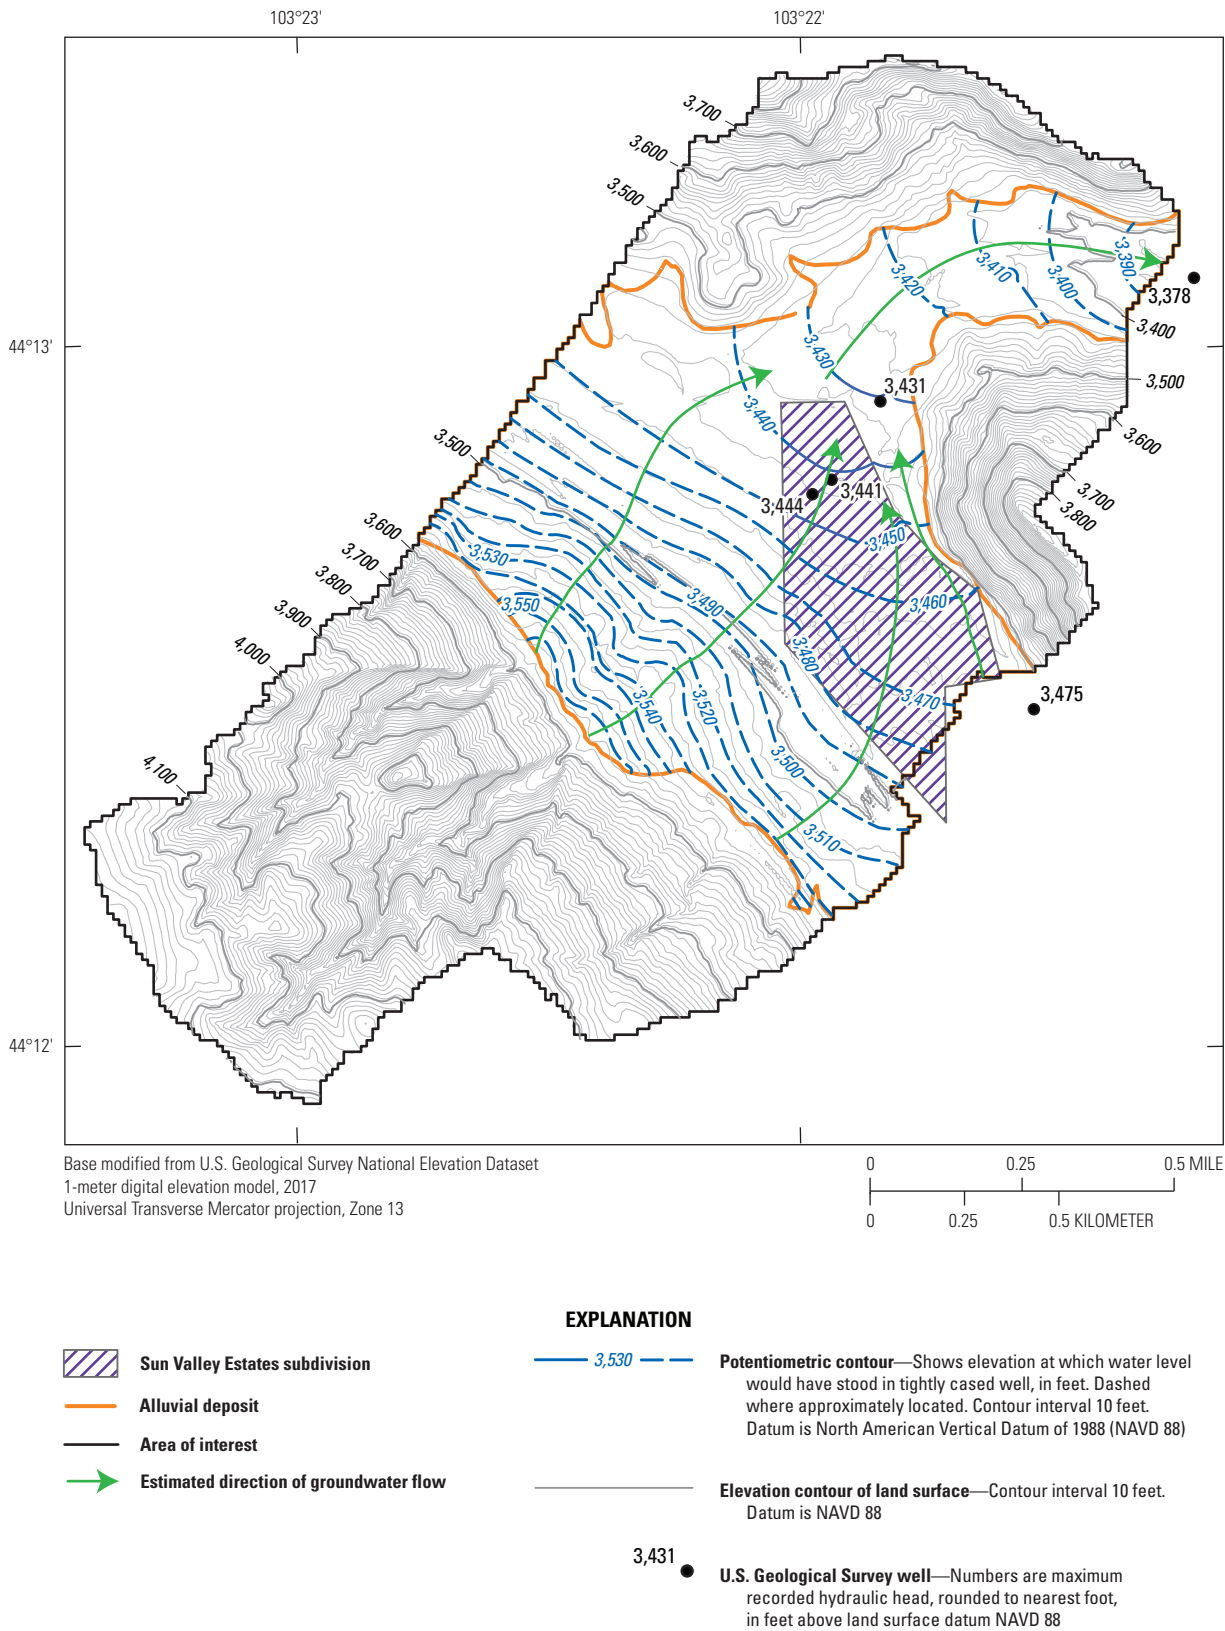 103°23'
103°22'
3,700
3,600
3,500
3,390
3,410
3,420
3,400
3,378
3,400
44°13'
3,430
3,500
3,431
3,440
3,600
3,500
3,441
3,444
3,700
3,800
3,600
3,450
3,530
3,700
3,800
3,490
3,550
3,460
3,900
3,480
4,000
3,470
3,475
3,540
3,520
3,500
4,100
3,510
44°12'
Base modified from U.S. Geological Survey National Elevation Dataset
1-meter digital elevation model, 2017
Universal Transverse Mercator projection, Zone 13
0 0.25 0.5 MILE
0 0.25 0.5 KILOMETER
EXPLANATION
Sun Valley Estates subdivision
Alluvial deposit
Area of interest
Estimated direction of groundwater flow
3,530
Potentiometric contour—Shows elevation at which water level
would have stood in tightly cased well, in feet. Dashed
where approximately located. Contour interval 10 feet.
Datum is North American Vertical Datum of 1988 (NAVD 88)
Elevation contour of land surface—Contour interval 10 feet.
Datum is NAVD 88
3,431
U.S. Geological Survey well—Numbers are maximum
recorded hydraulic head, rounded to nearest foot,
in feet above land surface datum NAVD 88